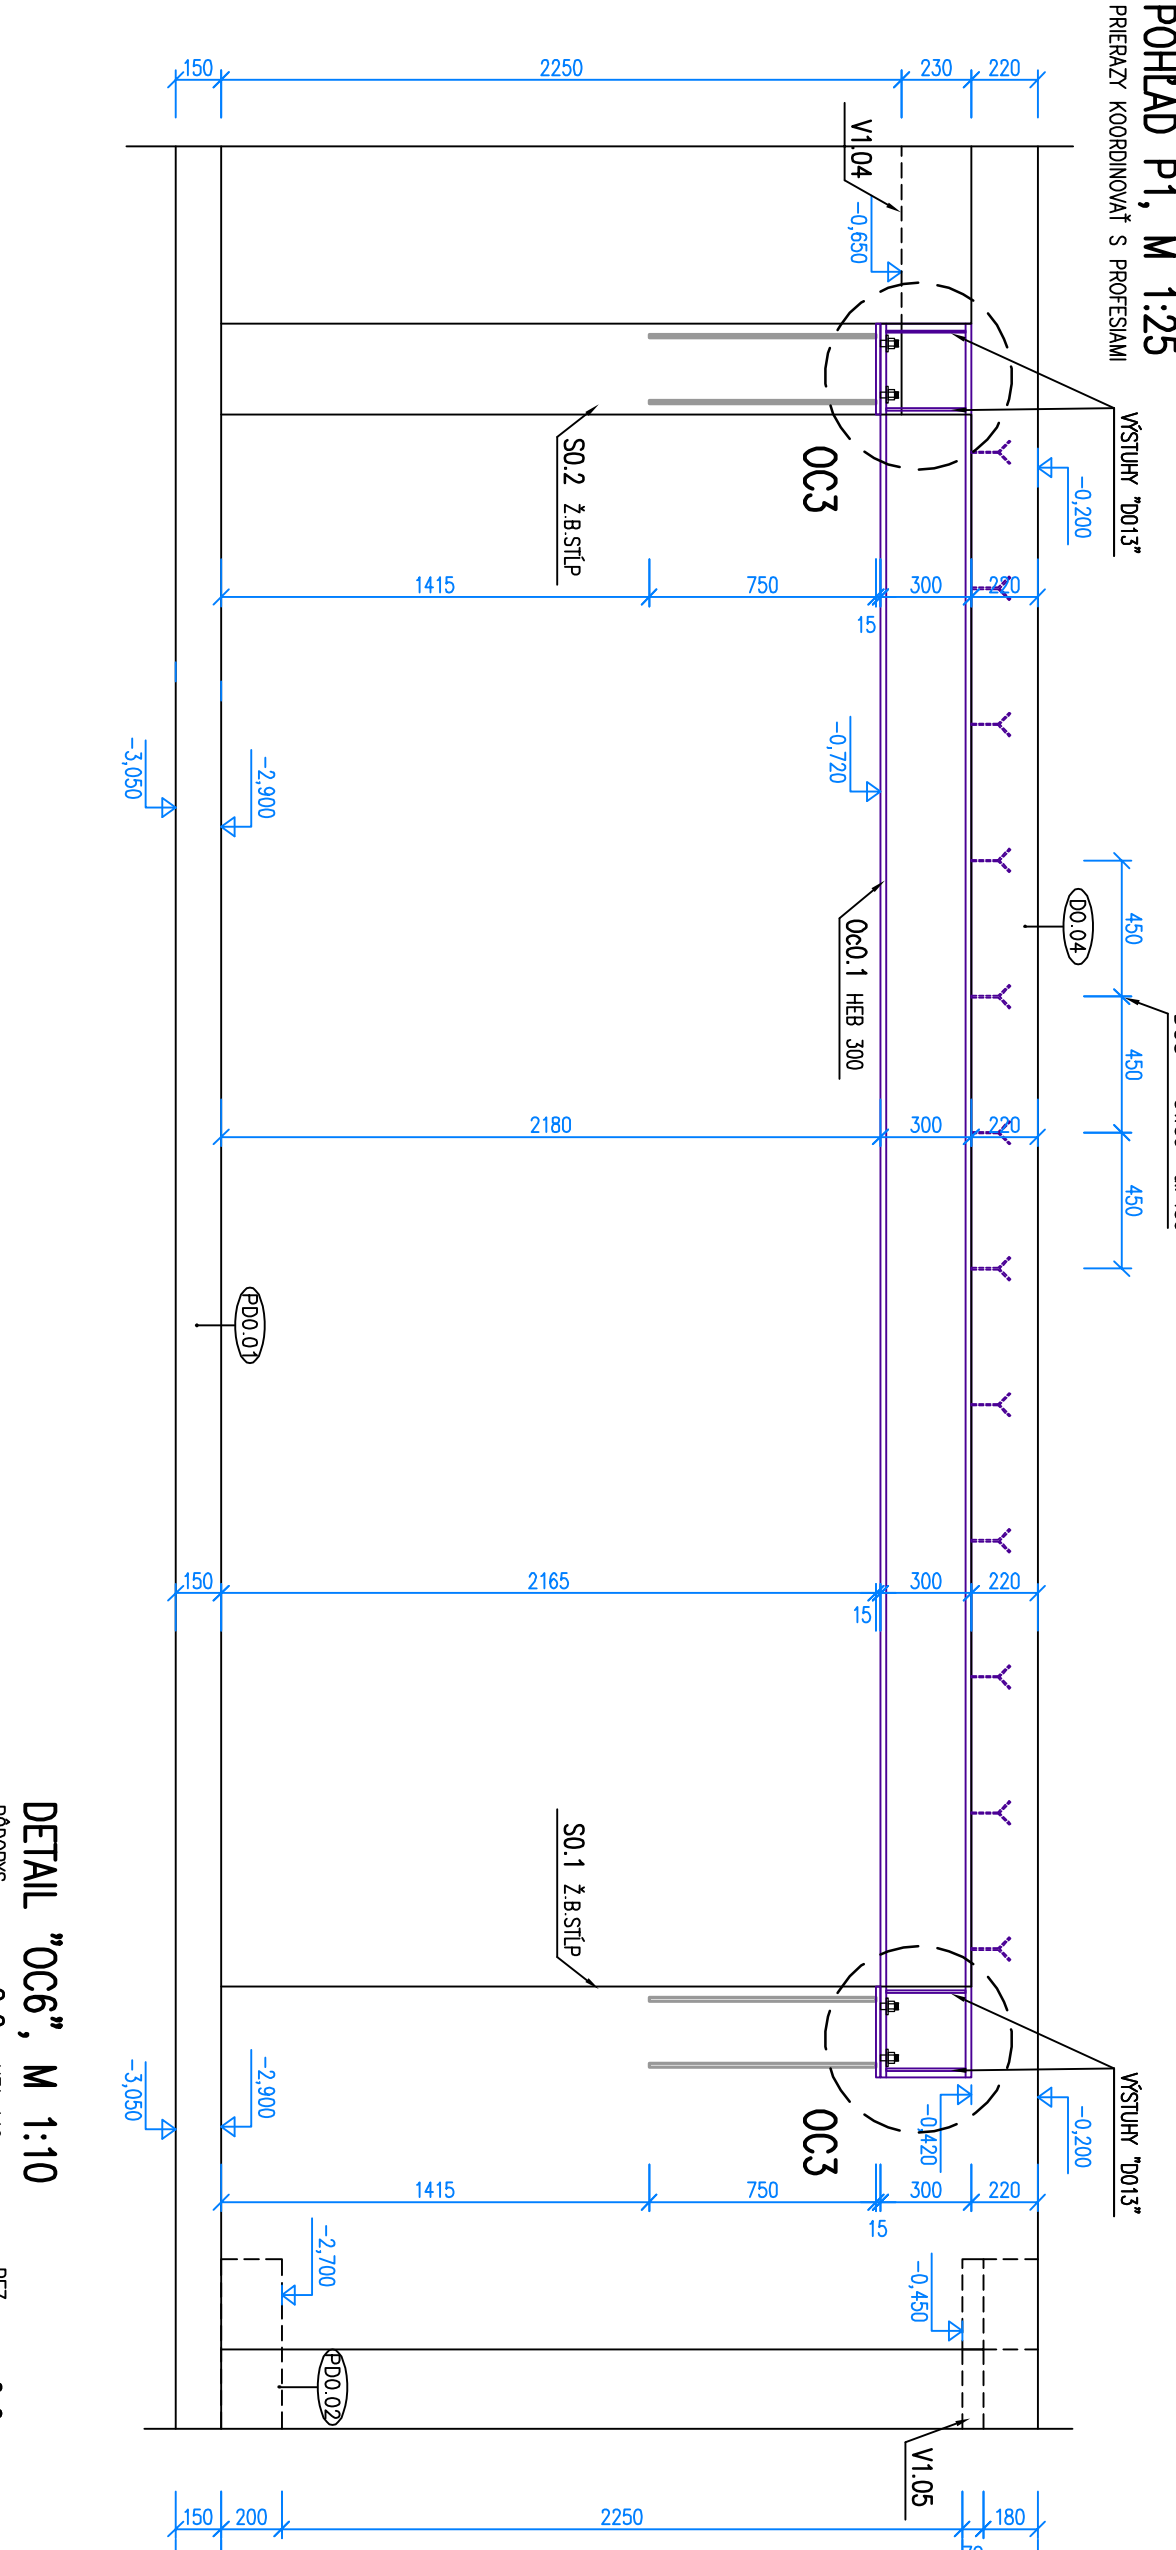 POHĽAD P1, M 1:25
PRIERAZY KOORDINOVAŤ S PROFESIAMI
150
2250
230
220
V1.04
-0,650
VÝSTUHY "D013"
-0,200
OC3
S0.2 Ž.B.STĹP
1415
750
15
300
220
-3,050
-2,900
-0,720
D0.04
450
450
450
Oc0.1 HEB 300
2180
300
220
PD0.01
150
2165
15
300
220
S0.1 Ž.B.STĹP
VÝSTUHY "D013"
-0,200
-0,420
OC3
-3,050
-2,900
1415
750
15
300
220
-2,700
-0,450
PD0.02
V1.05
150
200
2250
180
DETAIL "OC6", M 1:10